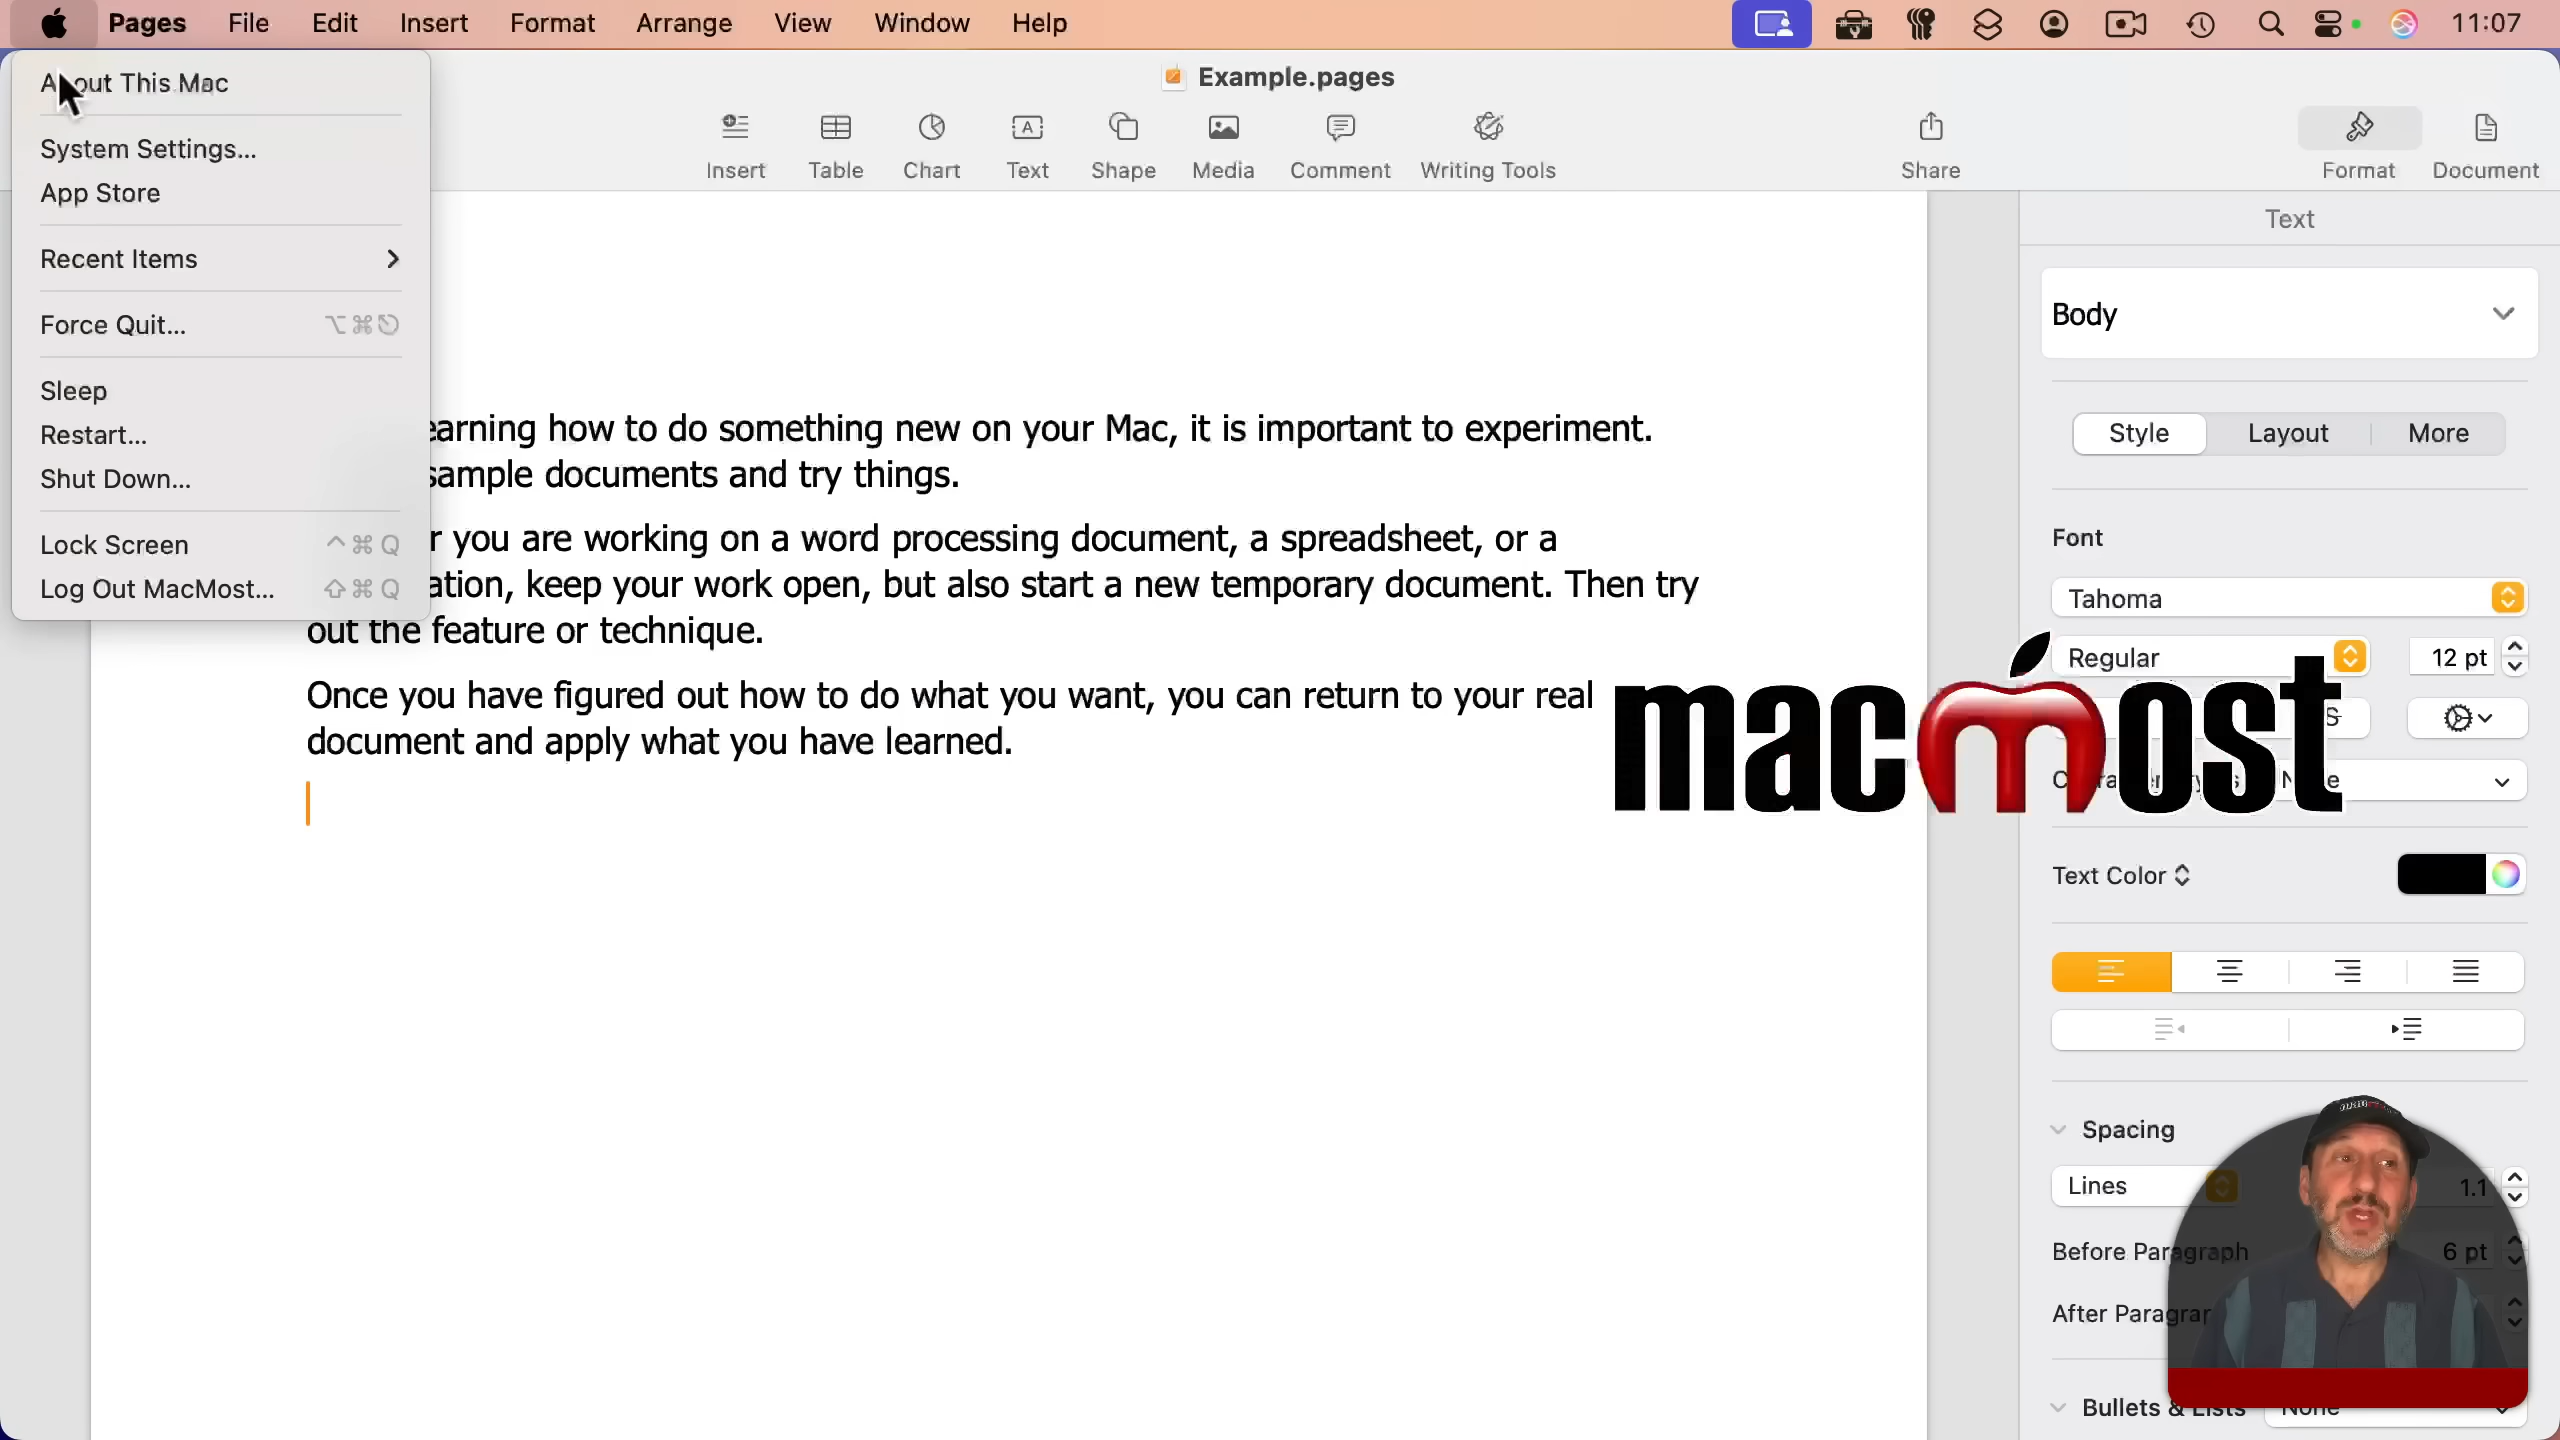 Pages File Edit Insert Format Arrange View Window Help 11:07
About This Mac
System Settings...
App Store
Recent Items
Force Quit... ⌥⌘⎋
Sleep
Restart...
Shut Down...
Lock Screen ^⌘Q
Log Out MacMost... ⇧⌘Q
Example.pages
Insert Table Chart Text Shape Media Comment Writing Tools Share Format Document
earning how to do something new on your Mac, it is important to experiment.
sample documents and try things.
r you are working on a word processing document, a spreadsheet, or a
ation, keep your work open, but also start a new temporary document. Then try
out the feature or technique.
Once you have figured out how to do what you want, you can return to your real
document and apply what you have learned.
macmost
Text
Body
Style Layout More
Font
Tahoma
Regular 12 pt
S
Text Color
Spacing
Lines 1.1
Before Paragraph 6 pt
After Paragrap
Bullets & Lists None